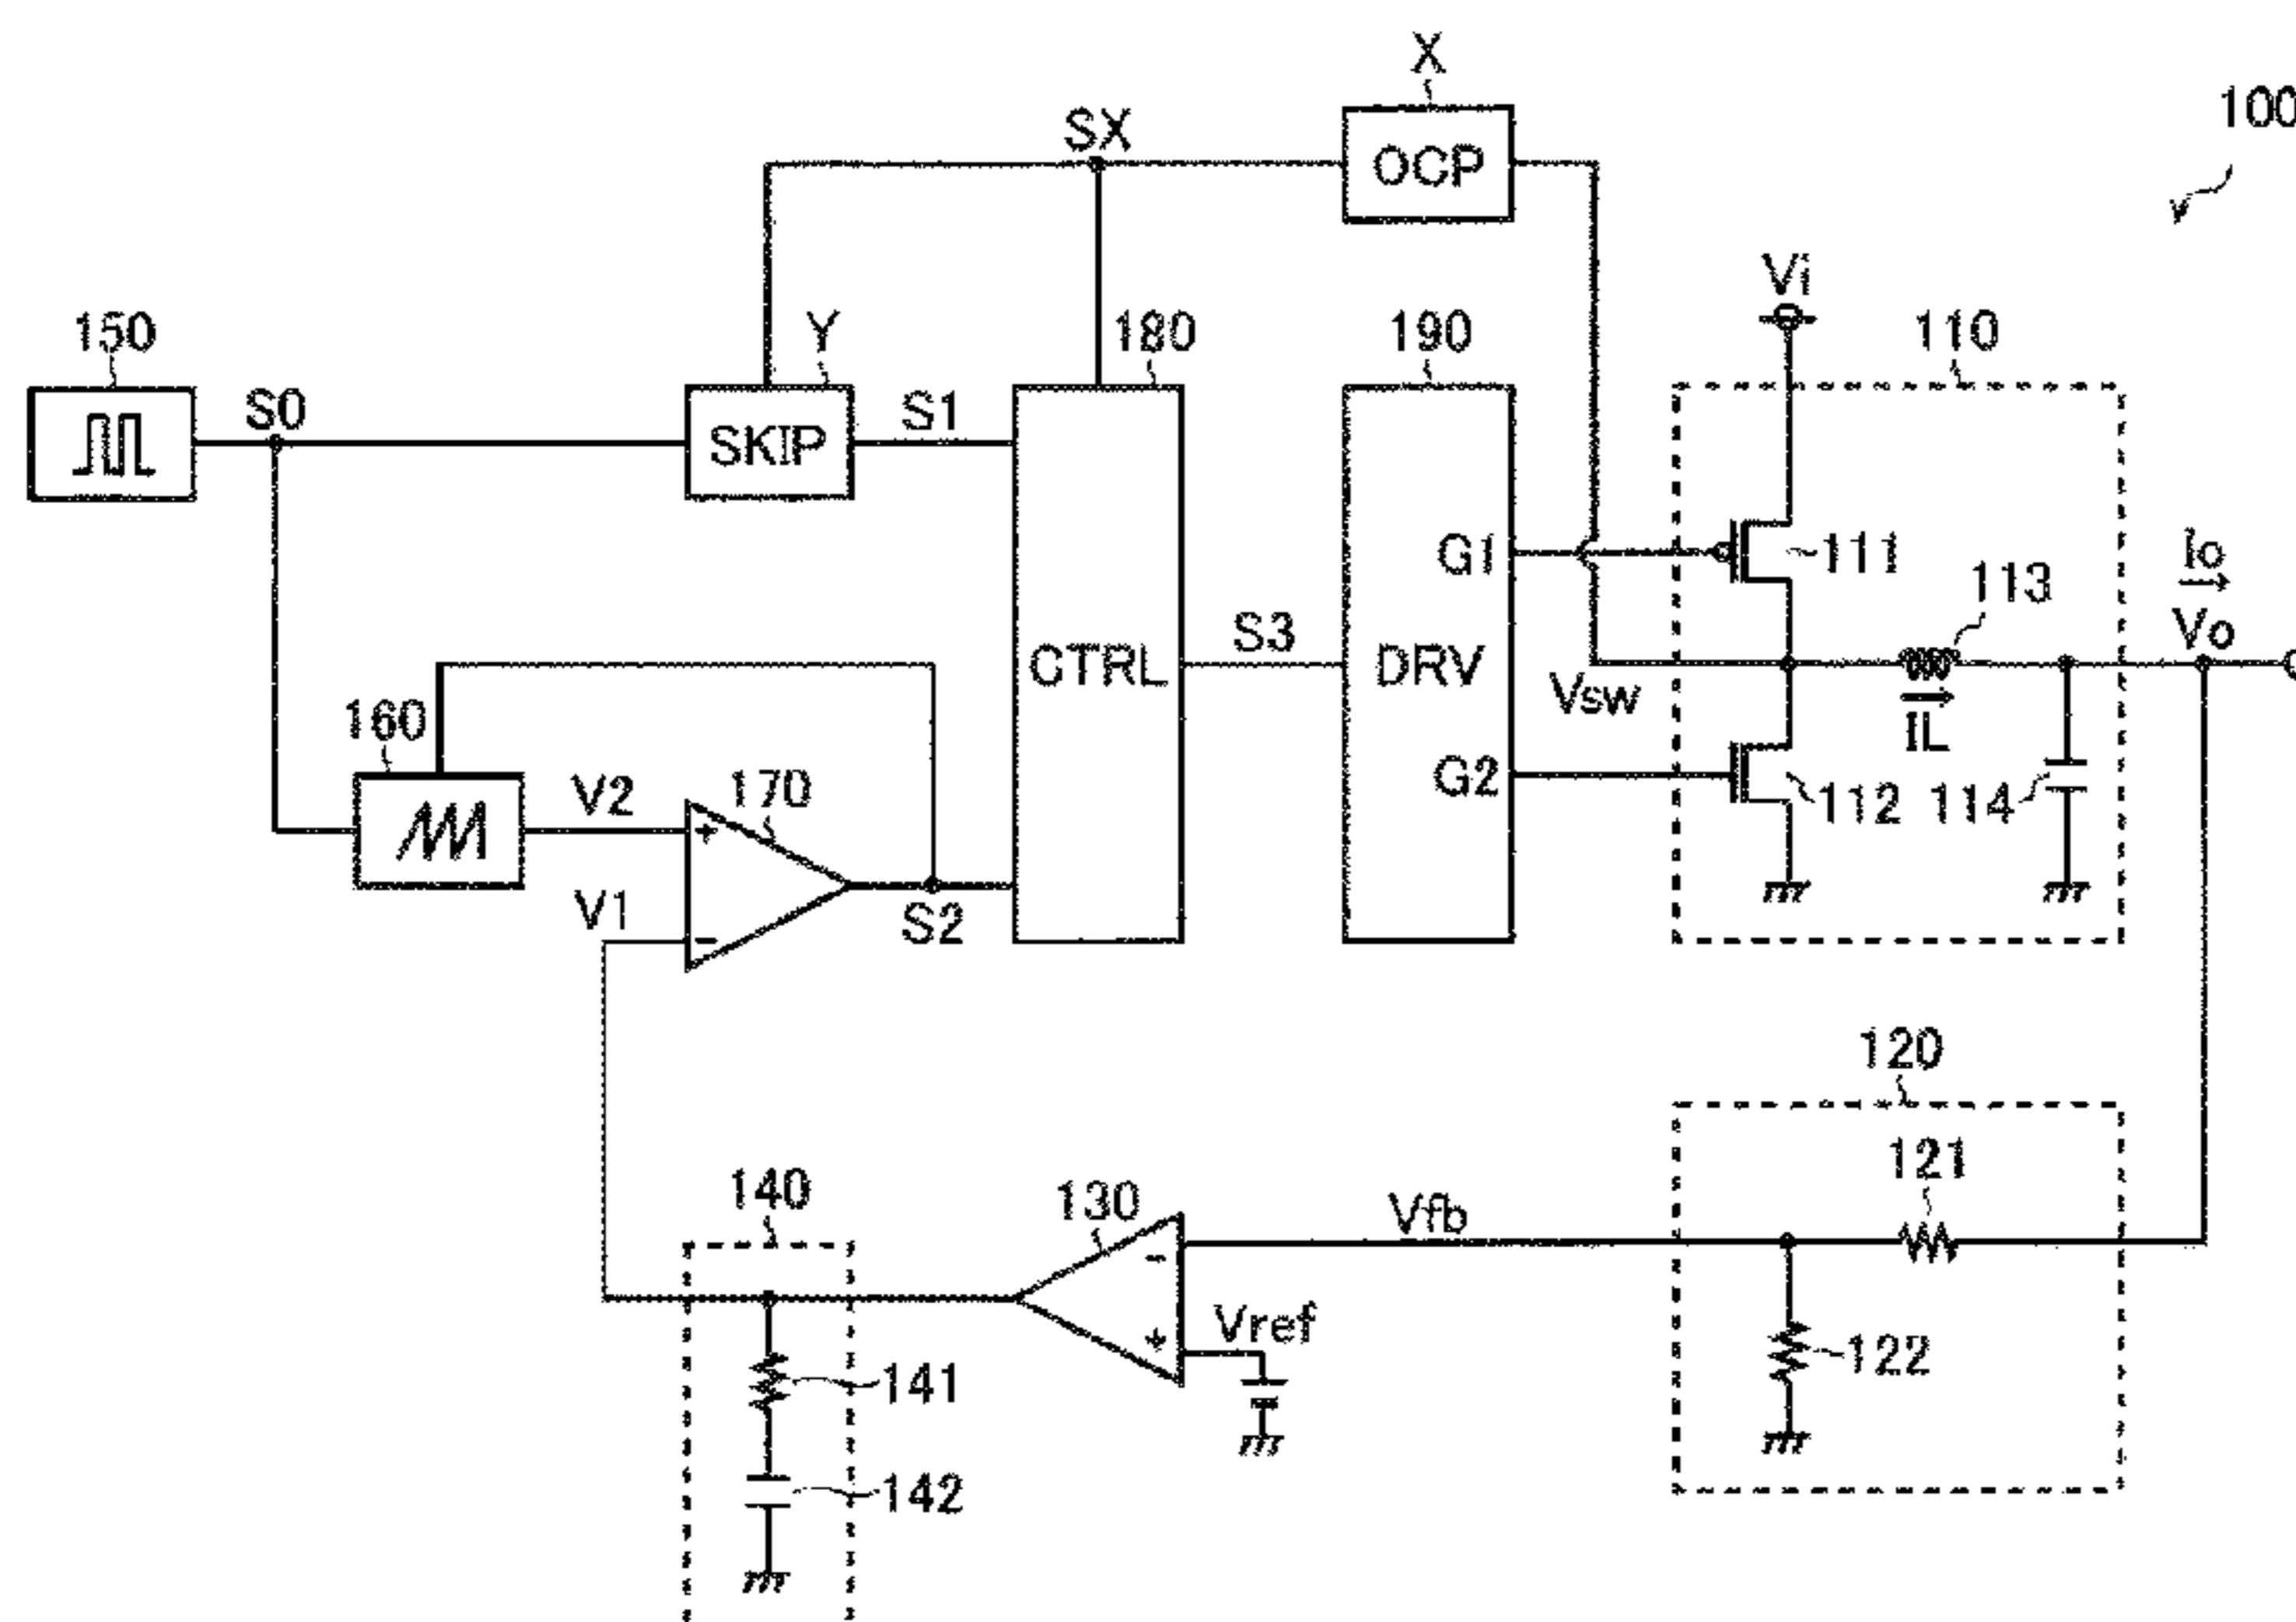 X
100
SX
OCP
Vi
150
Y
180
190
110
S0
S1
SKIP
G1
111
Io
113
S3
Vo
CTRL
DRV
Vsw
IL
160
V2
170
G2
112
114
V1
S2
+
-
120
121
140
130
Vfb
-
Vref
+
122
141
142